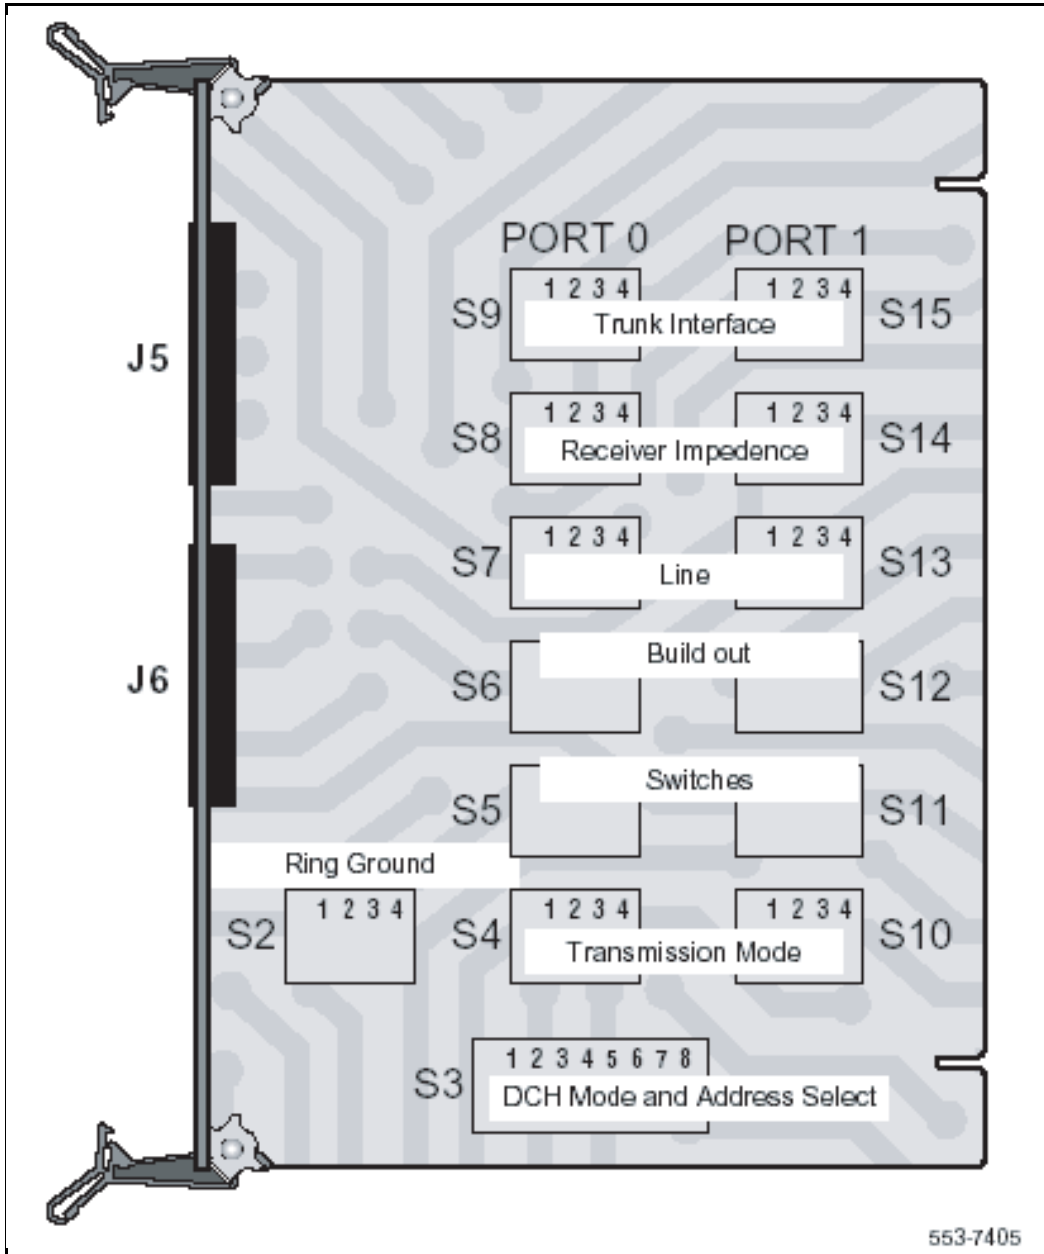 PORT 0 PORT 1
1 2 3 4 1 2 3 4
S9 Trunk Interface S15
J5
1 2 3 4 1 2 3 4
S8 Receiver Impedence S14
1 2 3 4 1 2 3 4
S7 Line S13
Build out
J6 S6 S12
Switches
S5 S11
Ring Ground
1 2 3 4 1 2 3 4 1 2 3 4
S2 S4 Transmission Mode S10
1 2 3 4 5 6 7 8
S3 DCH Mode and Address Select
553-7405